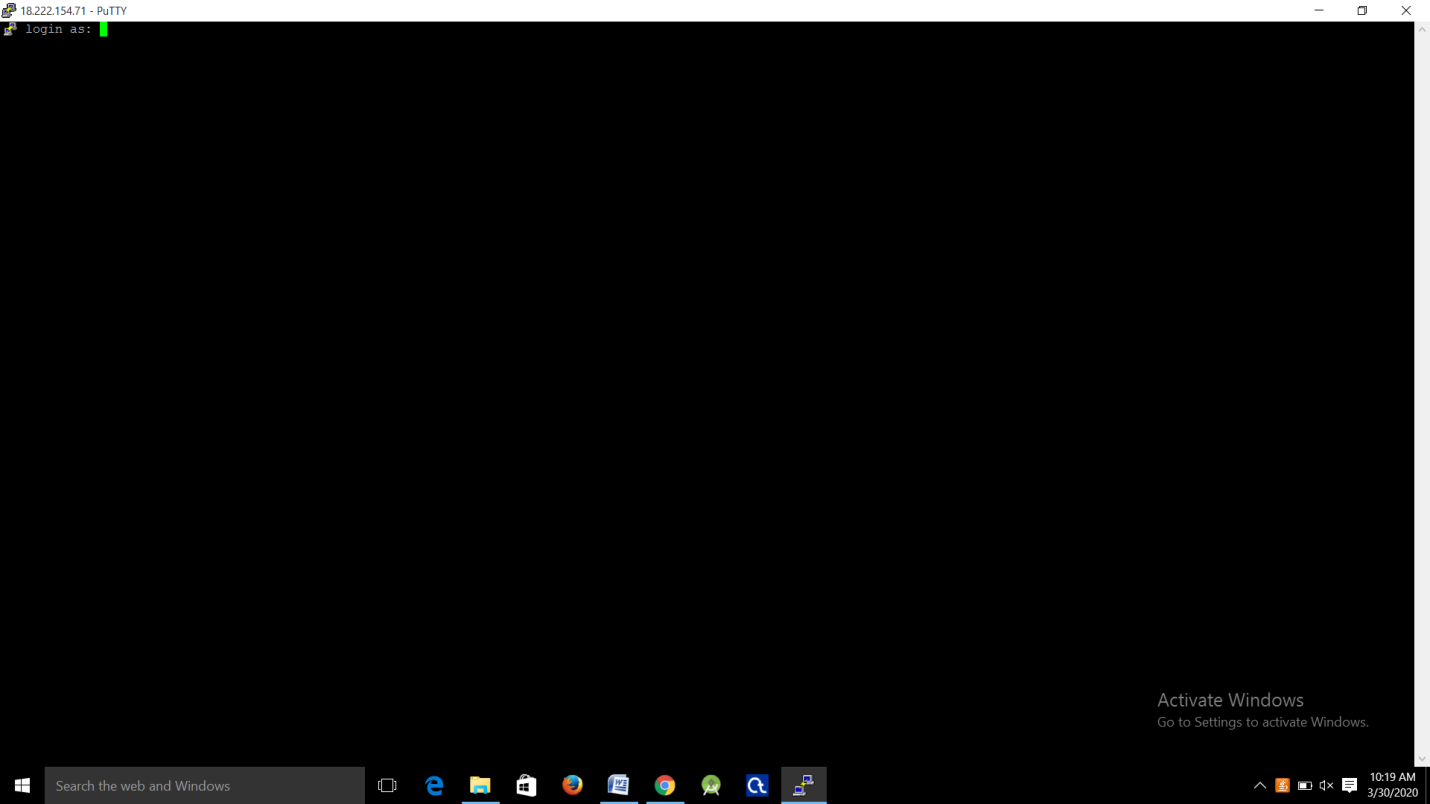 18.222.154.71 - PuTTY
login as:
Activate Windows
Go to Settings to activate Windows.
Search the web and Windows
10:19 AM
3/30/2020